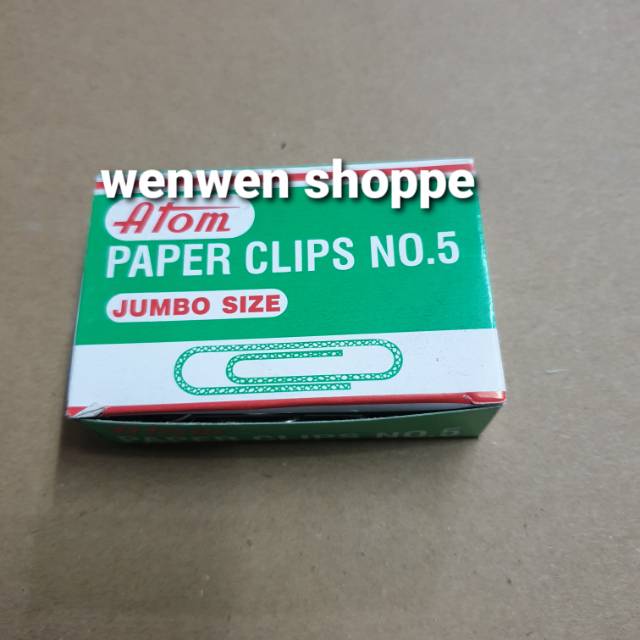 wenwen shoppe
Atom
PAPER CLIPS NO.5
JUMBO SIZE
PAPER CLIPS NO.5